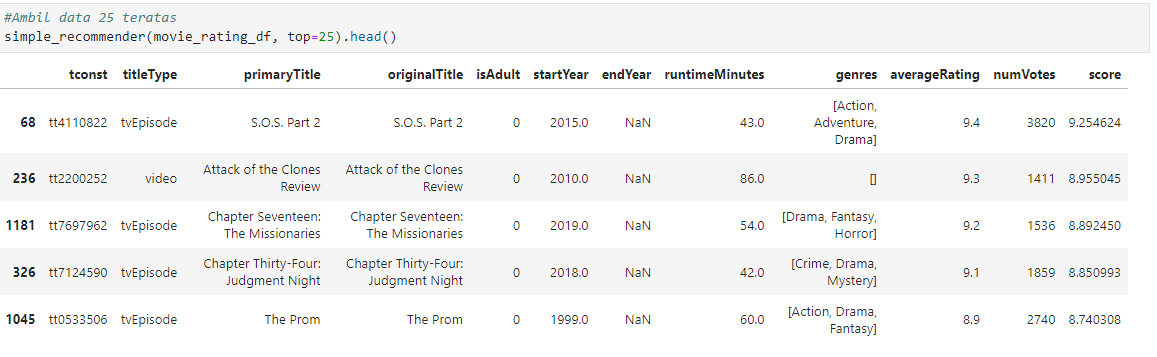 #Ambil data 25 teratas
simple_recommender(movie_rating_df, top=25).head()
tconst titleType primaryTitle originalTitle isAdult startYear endYear runtimeMinutes genres averageRating numVotes score
68 tt4110822 tvEpisode S.O.S. Part 2 S.O.S. Part 2 0 2015.0 NaN 43.0 [Action, Adventure, Drama] 9.4 3820 9.254624
236 tt2200252 video Attack of the Clones Review Attack of the Clones Review 0 2010.0 NaN 86.0 [] 9.3 1411 8.955045
1181 tt7697962 tvEpisode Chapter Seventeen: The Missionaries Chapter Seventeen: The Missionaries 0 2019.0 NaN 54.0 [Drama, Fantasy, Horror] 9.2 1536 8.892450
326 tt7124590 tvEpisode Chapter Thirty-Four: Judgment Night Chapter Thirty-Four: Judgment Night 0 2018.0 NaN 42.0 [Crime, Drama, Mystery] 9.1 1859 8.850993
1045 tt0533506 tvEpisode The Prom The Prom 0 1999.0 NaN 60.0 [Action, Drama, Fantasy] 8.9 2740 8.740308